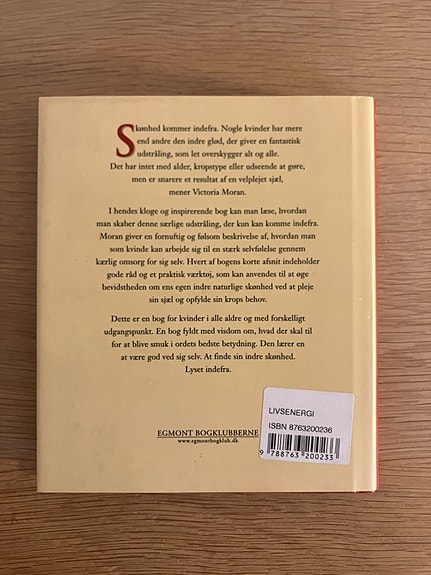 Skønhed kommer indefra. Nogle kvinder har mere
end andre den indre glød, der giver en fantastisk
udstråling, som let overskygger alt og alle.
Det har intet med alder, kropstype eller udseende at gøre,
men er snarere et resultat af en velplejet sjæl,
mener Victoria Moran.
I hendes kloge og inspirerende bog kan man læse, hvordan
man skaber denne særlige udstråling, der kun kan komme indefra.
Moran giver en fornuftig og følsom beskrivelse af, hvordan man
som kvinde kan arbejde sig til en stærk selvfølelse gennem
kærlig omsorg for sig selv. Hvert af bogens korte afsnit indeholder
gode råd og et praktisk værktøj, som kan anvendes til at øge
bevidstheden om ens egen indre naturlige skønhed ved at pleje
sin sjæl og opfylde sin krops behov.
Dette er en bog for kvinder i alle aldre og med forskelligt
udgangspunkt. En bog fyldt med visdom om, hvad der skal til
for at blive smuk i ordets bedste betydning. Den lærer en
at være god ved sig selv. At finde sin indre skønhed.
Lyset indefra.
LIVSENERGI
ISBN 8763200236
9 788763 200233
EGMONT BOGKLUBBERNE
www.egmontbogklub.dk